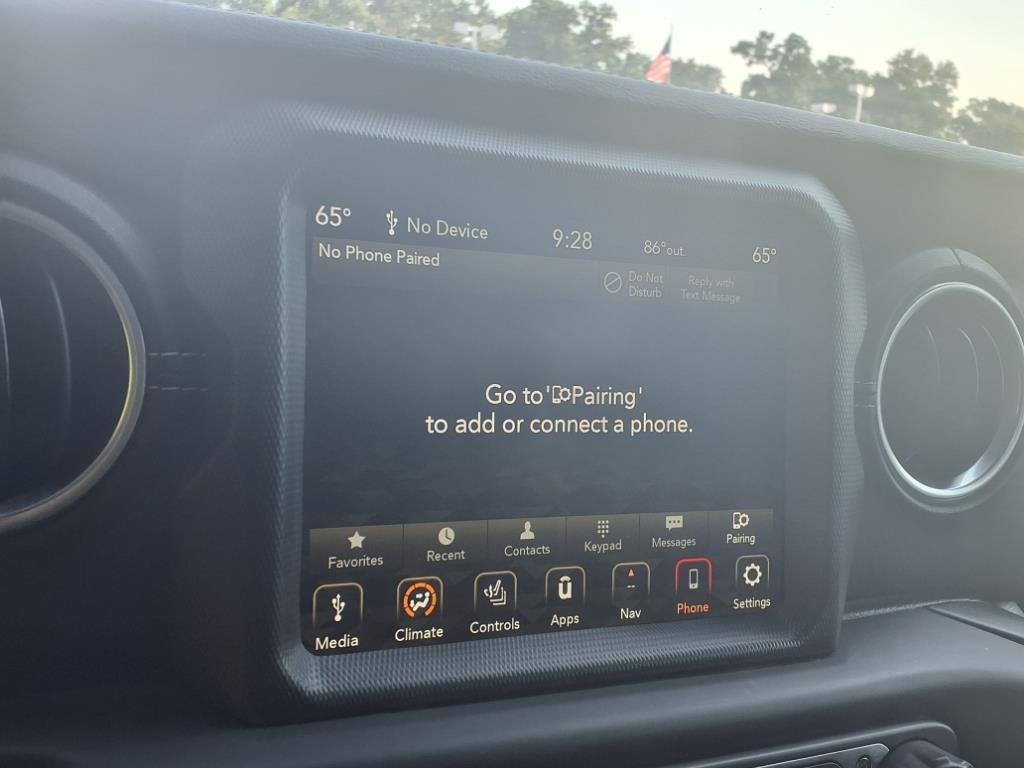 65° No Device 9:28 86°out. 65°
No Phone Paired
Do Not
Disturb
Reply with
Text Message
Go to 'Pairing'
to add or connect a phone.
Favorites Recent Contacts Keypad Messages Pairing
Media Climate Controls Apps Nav Phone Settings